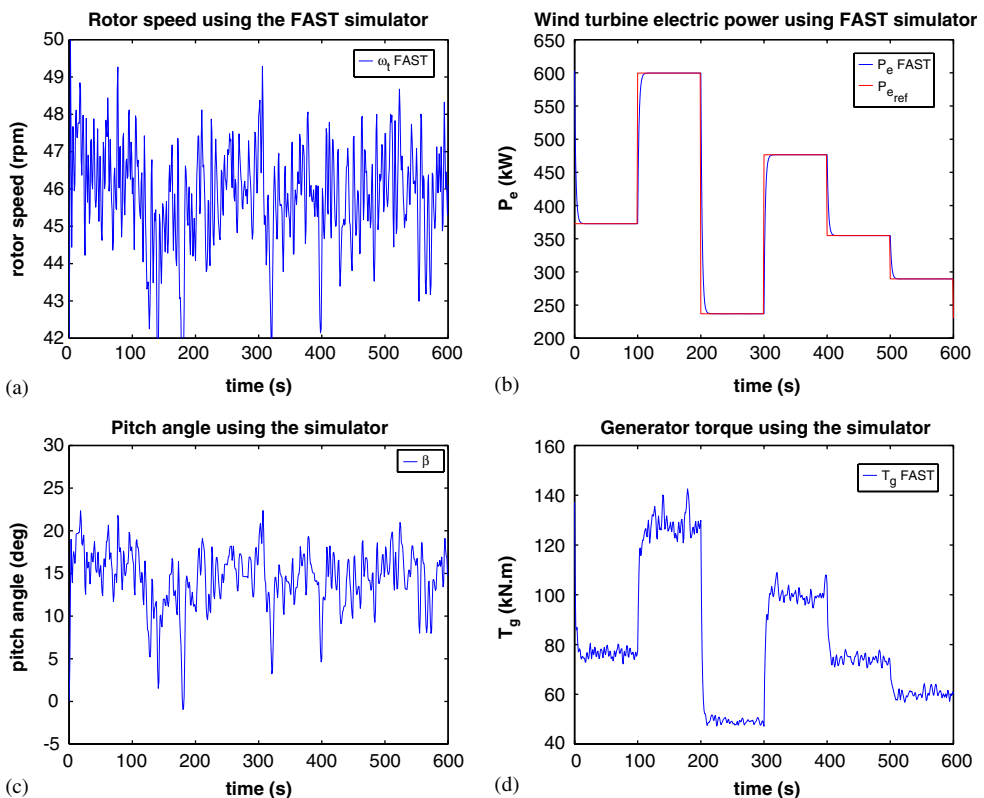 Rotor speed using the FAST simulator
50
49
48
47
46
45
44
43
42
rotor speed (rpm)
ω_t FAST
0 100 200 300 400 500 600
time (s)
(a)
Wind turbine electric power using FAST simulator
650
600
550
500
450
400
350
300
250
200
P_e (kW)
P_e FAST
P_e_ref
0 100 200 300 400 500 600
time (s)
(b)
Pitch angle using the simulator
30
25
20
15
10
5
0
-5
pitch angle (deg)
β
0 100 200 300 400 500 600
time (s)
(c)
Generator torque using the simulator
160
140
120
100
80
60
40
T_g (kN.m)
T_g FAST
0 100 200 300 400 500 600
time (s)
(d)